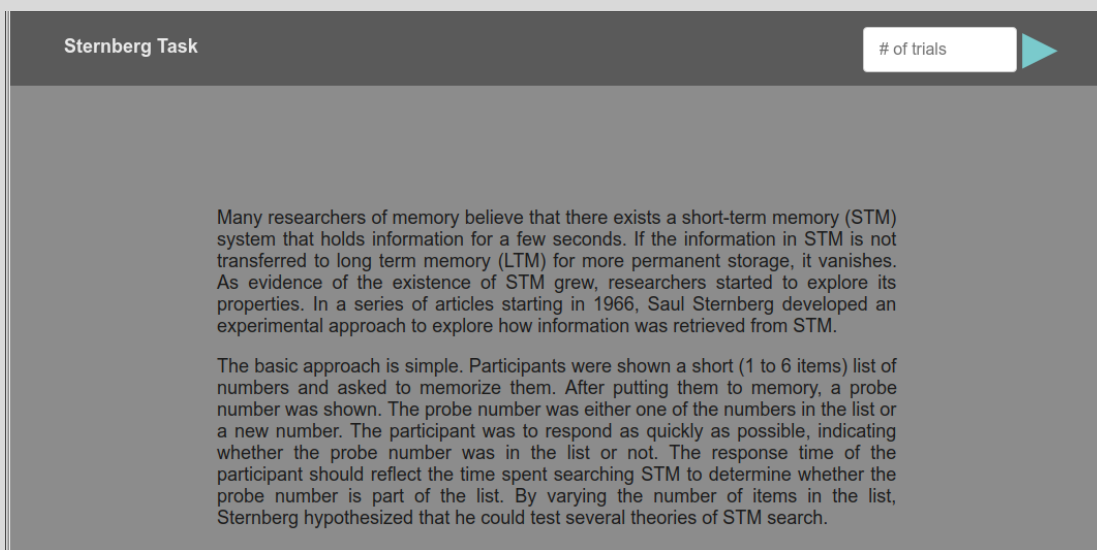 Sternberg Task
# of trials
Many researchers of memory believe that there exists a short-term memory (STM)
system that holds information for a few seconds. If the information in STM is not
transferred to long term memory (LTM) for more permanent storage, it vanishes.
As evidence of the existence of STM grew, researchers started to explore its
properties. In a series of articles starting in 1966, Saul Sternberg developed an
experimental approach to explore how information was retrieved from STM.
The basic approach is simple. Participants were shown a short (1 to 6 items) list of
numbers and asked to memorize them. After putting them to memory, a probe
number was shown. The probe number was either one of the numbers in the list or
a new number. The participant was to respond as quickly as possible, indicating
whether the probe number was in the list or not. The response time of the
participant should reflect the time spent searching STM to determine whether the
probe number is part of the list. By varying the number of items in the list,
Sternberg hypothesized that he could test several theories of STM search.